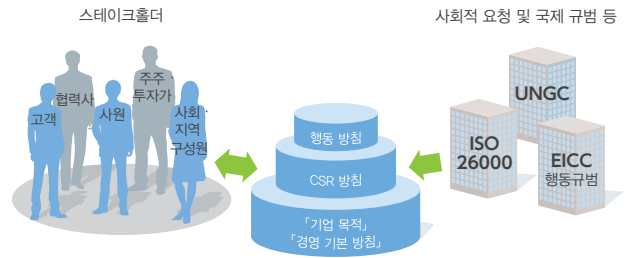 스테이크홀더
사회적 요청 및 국제 규범 등
고객
협력사
사원
주주 ·
투자가
사회 ·
지역
구성원
행동 방침
CSR 방침
「기업 목적」
「경영 기본 방침」
UNGC
ISO
26000
EICC
행동규범